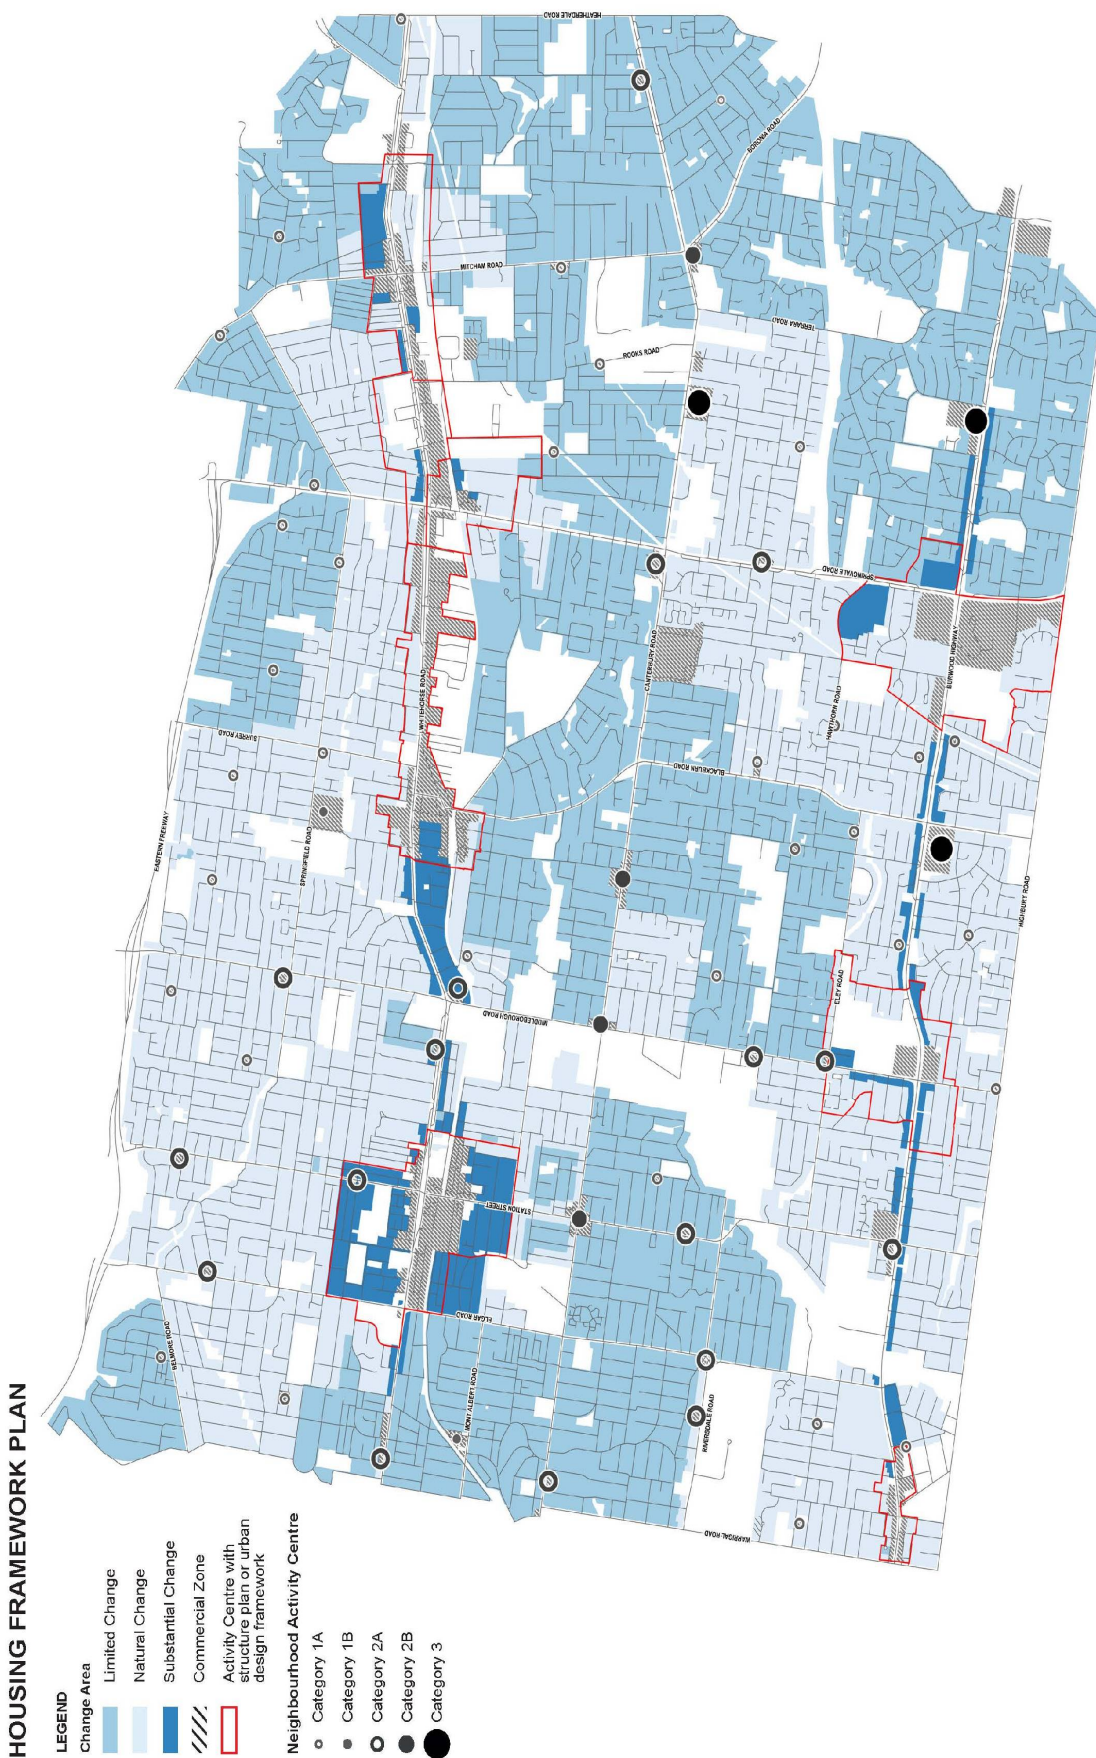 HOUSING FRAMEWORK PLAN
LEGEND
Change Area
Limited Change
Natural Change
Substantial Change
Commercial Zone
Activity Centre with
structure plan or urban
design framework
Neighbourhood Activity Centre
Category 1A
Category 1B
Category 2A
Category 2B
Category 3
HEATHERDALE ROAD
BORONIA ROAD
MITCHAM ROAD
TERRARA ROAD
ROOKS ROAD
SPRINGVALE ROAD
CANTERBURY ROAD
BURWOOD HIGHWAY
WHITEHORSE ROAD
HAWTHORN ROAD
SURREY ROAD
BLACKBURN ROAD
EASTERN FREEWAY
SPRINGFIELD ROAD
HIGHBURY ROAD
ELEY ROAD
MIDDLEBOROUGH ROAD
STATION STREET
ELGAR ROAD
BELMORE ROAD
MONT ALBERT ROAD
RIVERSDALE ROAD
WARRIGAL ROAD